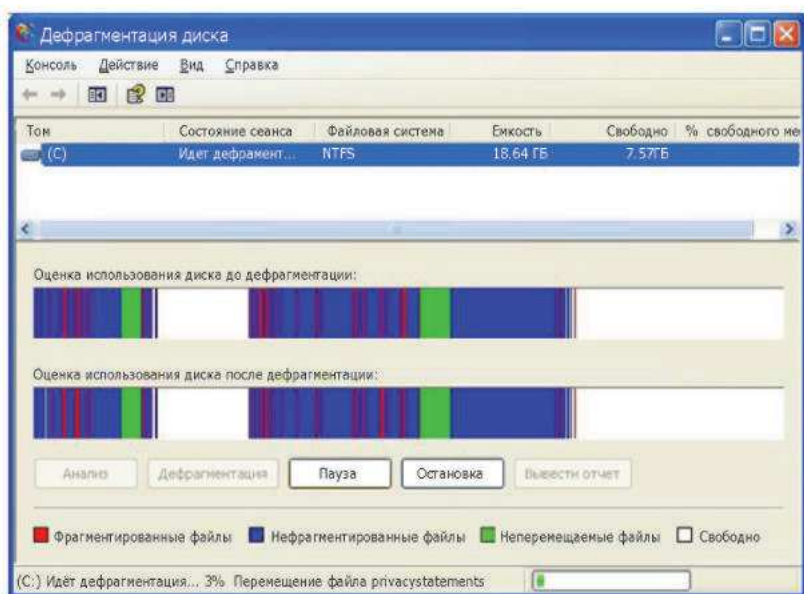 Дефрагментация диска
Консоль Действие Вид Справка
Том Состояние сеанса Файловая система Емкость Свободно % свободного ме
(C) Идет дефрамент... NTFS 18.64 ГБ 7.57ГБ
Оценка использования диска до дефрагментации:
Оценка использования диска после дефрагментации:
Анализ Дефрагментация Пауза Остановка Вывести отчет
Фрагментированные файлы Нефрагментированные файлы Неперемещаемые файлы Свободно
(C:) Идёт дефрагментация... 3% Перемещение файла privacystatements